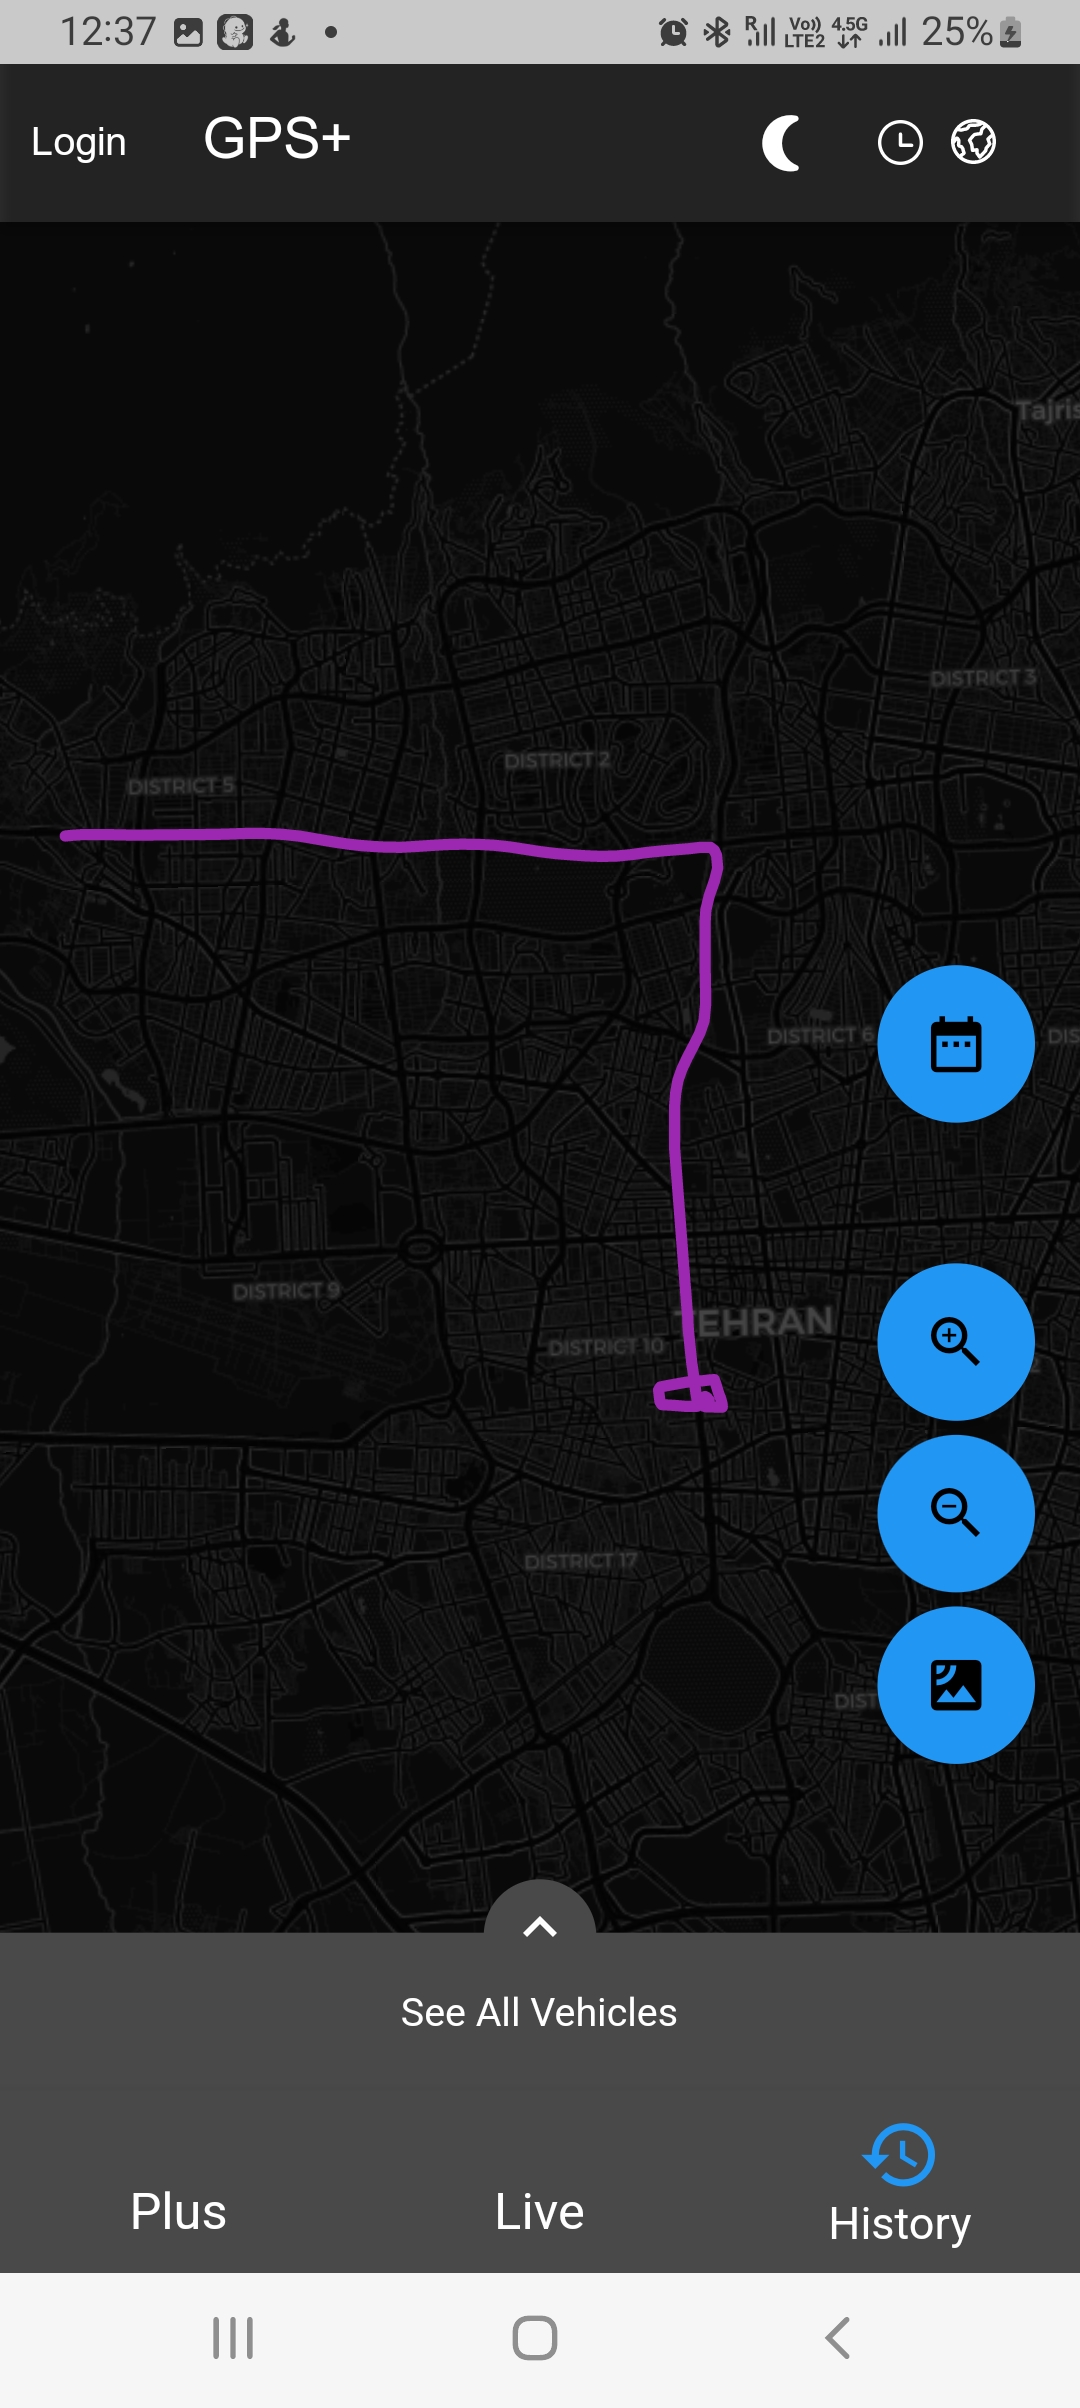 12:37
R Vo)) LTE2 4.5G 25%
Login GPS+
Tajris
DISTRICT 3
DISTRICT 2
DISTRICT 5
DISTRICT 6
DIS
DISTRICT 9
TEHRAN
DISTRICT 10
DISTRICT 17
DIST
See All Vehicles
Plus Live History